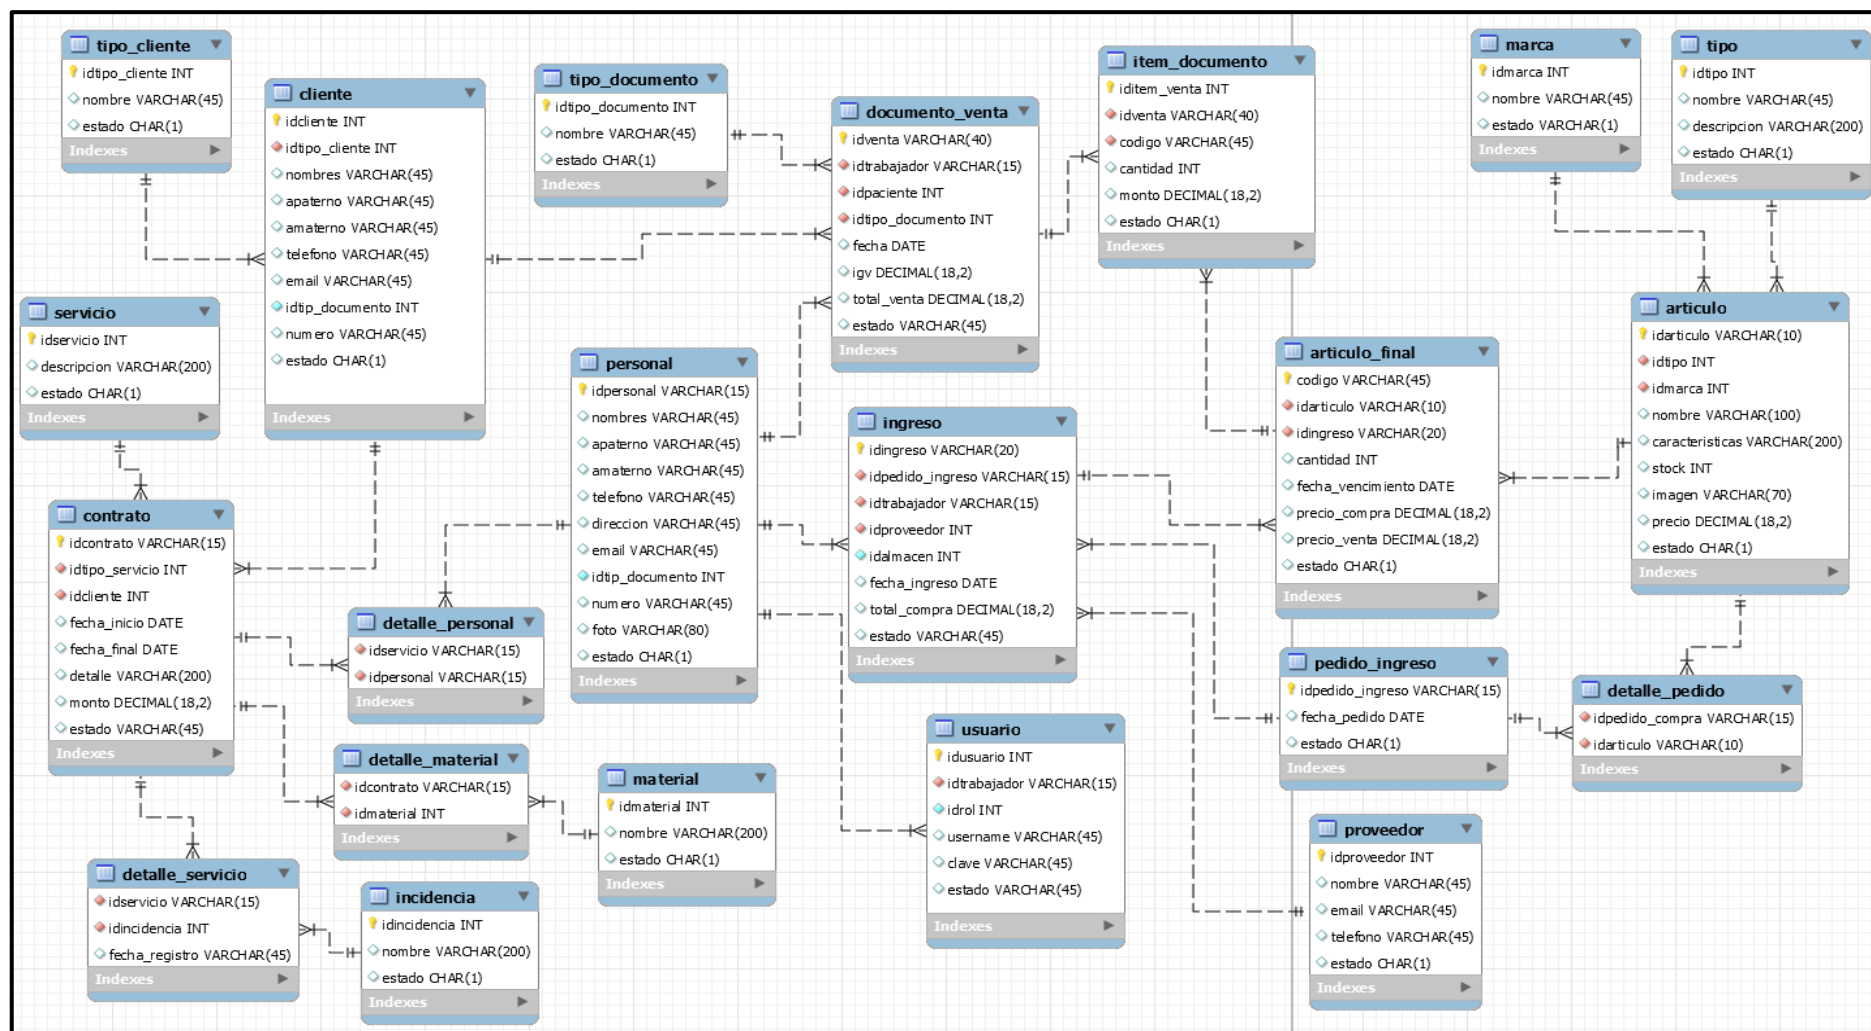 tipo_cliente
idtipo_cliente INT
nombre VARCHAR(45)
estado CHAR(1)
Indexes
cliente
idcliente INT
idtipo_cliente INT
nombres VARCHAR(45)
apaterno VARCHAR(45)
amaterno VARCHAR(45)
telefono VARCHAR(45)
email VARCHAR(45)
idtip_documento INT
numero VARCHAR(45)
estado CHAR(1)
Indexes
tipo_documento
idtipo_documento INT
nombre VARCHAR(45)
estado CHAR(1)
Indexes
documento_venta
idventa VARCHAR(40)
idtrabajador VARCHAR(15)
idpaciente INT
idtipo_documento INT
fecha DATE
igv DECIMAL(18,2)
total_venta DECIMAL(18,2)
estado VARCHAR(45)
Indexes
item_documento
iditem_venta INT
idventa VARCHAR(40)
codigo VARCHAR(45)
cantidad INT
monto DECIMAL(18,2)
estado CHAR(1)
Indexes
marca
idmarca INT
nombre VARCHAR(45)
estado VARCHAR(1)
Indexes
tipo
idtipo INT
nombre VARCHAR(45)
descripcion VARCHAR(200)
estado CHAR(1)
Indexes
servicio
idservicio INT
descripcion VARCHAR(200)
estado CHAR(1)
Indexes
personal
idpersonal VARCHAR(15)
nombres VARCHAR(45)
apaterno VARCHAR(45)
amaterno VARCHAR(45)
telefono VARCHAR(45)
direccion VARCHAR(45)
email VARCHAR(45)
idtip_documento INT
numero VARCHAR(45)
foto VARCHAR(80)
estado CHAR(1)
Indexes
ingreso
idingreso VARCHAR(20)
idpedido_ingreso VARCHAR(15)
idtrabajador VARCHAR(15)
idproveedor INT
idalmacen INT
fecha_ingreso DATE
total_compra DECIMAL(18,2)
estado VARCHAR(45)
Indexes
articulo_final
codigo VARCHAR(45)
idarticulo VARCHAR(10)
idingreso VARCHAR(20)
cantidad INT
fecha_vencimiento DATE
precio_compra DECIMAL(18,2)
precio_venta DECIMAL(18,2)
estado CHAR(1)
Indexes
articulo
idarticulo VARCHAR(10)
idtipo INT
idmarca INT
nombre VARCHAR(100)
caracteristicas VARCHAR(200)
stock INT
imagen VARCHAR(70)
precio DECIMAL(18,2)
estado CHAR(1)
Indexes
contrato
idcontrato VARCHAR(15)
idtipo_servicio INT
idcliente INT
fecha_inicio DATE
fecha_final DATE
detalle VARCHAR(200)
monto DECIMAL(18,2)
estado VARCHAR(45)
Indexes
detalle_personal
idservicio VARCHAR(15)
idpersonal VARCHAR(15)
Indexes
pedido_ingreso
idpedido_ingreso VARCHAR(15)
fecha_pedido DATE
estado CHAR(1)
Indexes
detalle_pedido
idpedido_compra VARCHAR(15)
idarticulo VARCHAR(10)
Indexes
detalle_material
idcontrato VARCHAR(15)
idmaterial INT
Indexes
material
idmaterial INT
nombre VARCHAR(200)
estado CHAR(1)
Indexes
usuario
idusuario INT
idtrabajador VARCHAR(15)
idrol INT
username VARCHAR(45)
clave VARCHAR(45)
estado VARCHAR(45)
Indexes
proveedor
idproveedor INT
nombre VARCHAR(45)
email VARCHAR(45)
telefono VARCHAR(45)
estado CHAR(1)
Indexes
detalle_servicio
idservicio VARCHAR(15)
idincidencia INT
fecha_registro VARCHAR(45)
Indexes
incidencia
idincidencia INT
nombre VARCHAR(200)
estado CHAR(1)
Indexes